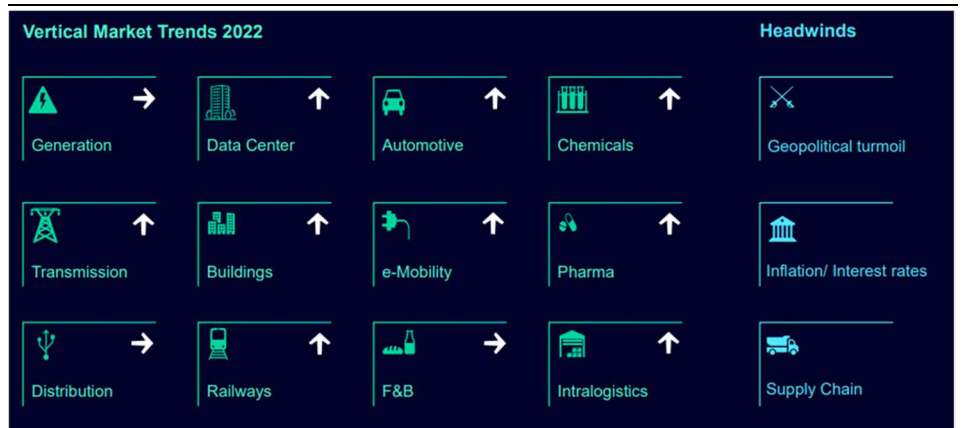 Vertical Market Trends 2022
Headwinds
Generation
Data Center
Automotive
Chemicals
Geopolitical turmoil
Transmission
Buildings
e-Mobility
Pharma
Inflation/ Interest rates
Distribution
Railways
F&B
Intralogistics
Supply Chain